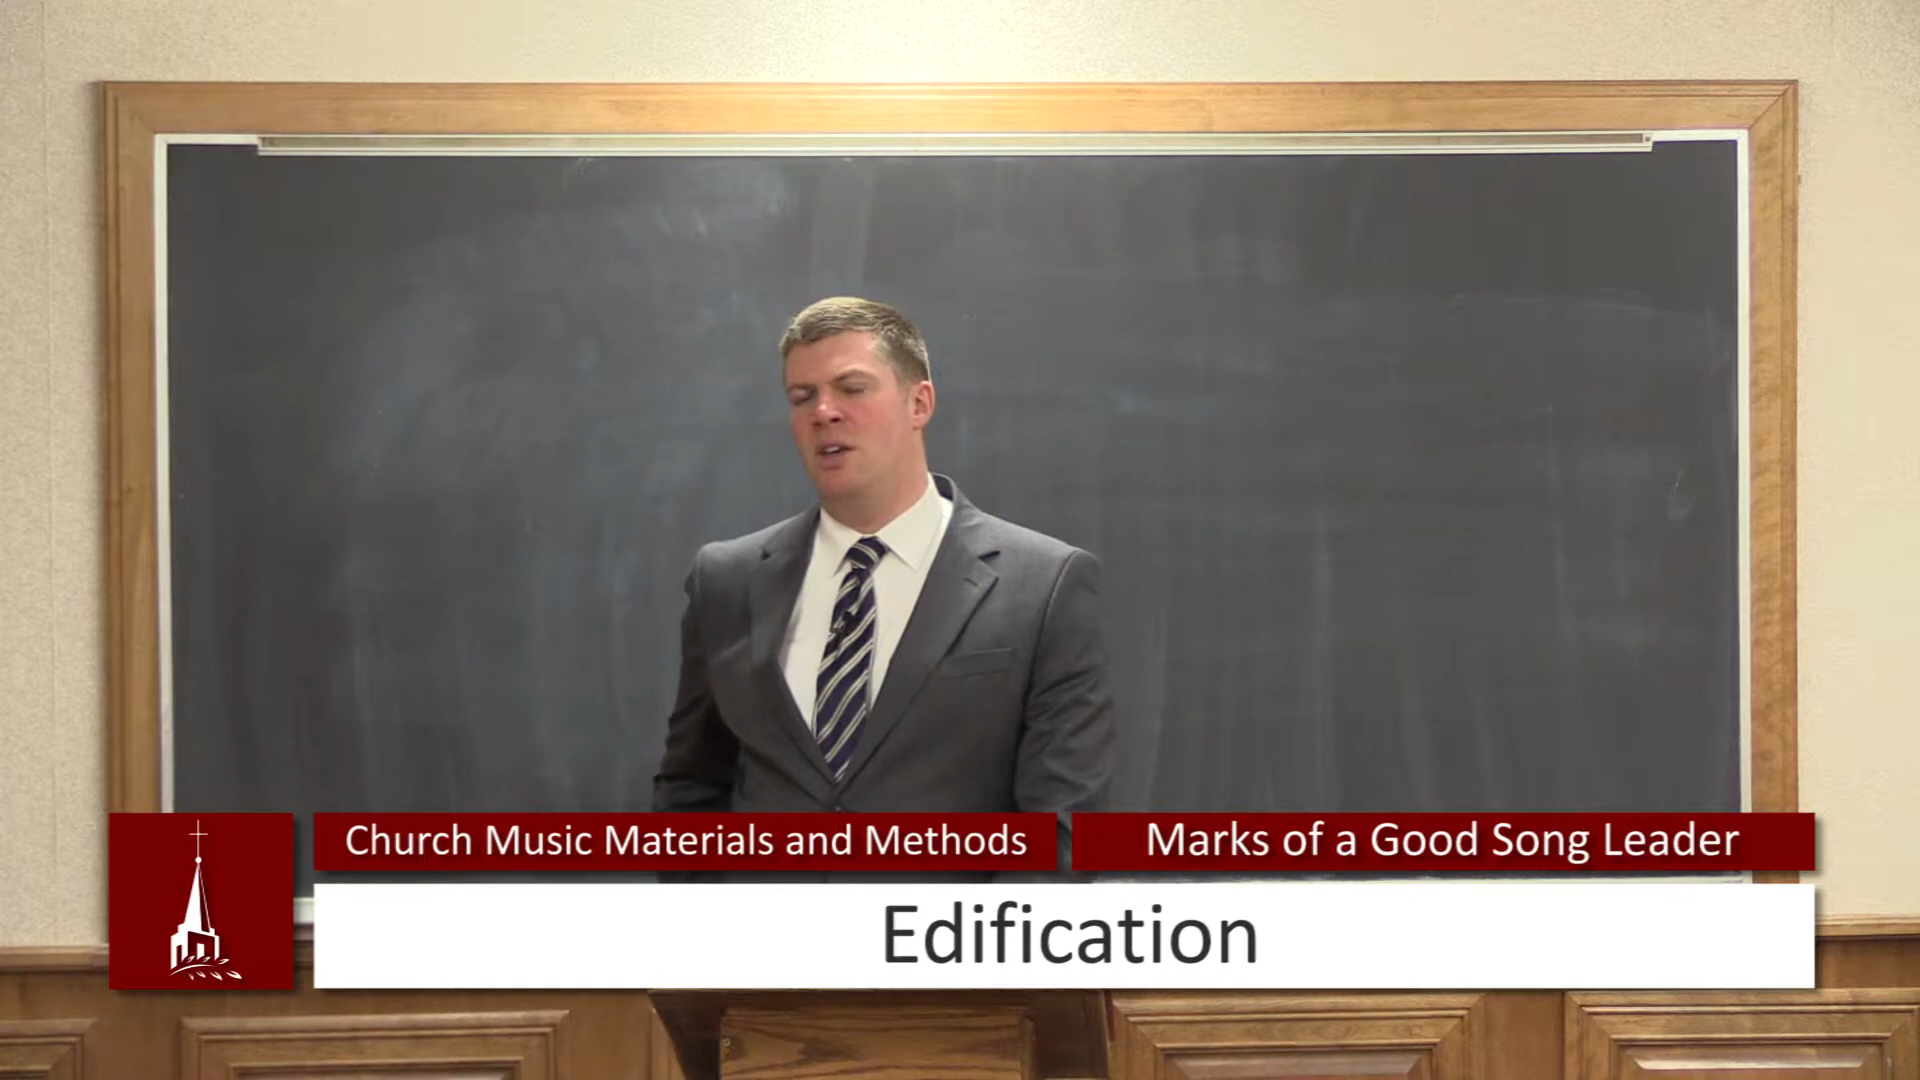 Church Music Materials and Methods
Marks of a Good Song Leader
Edification